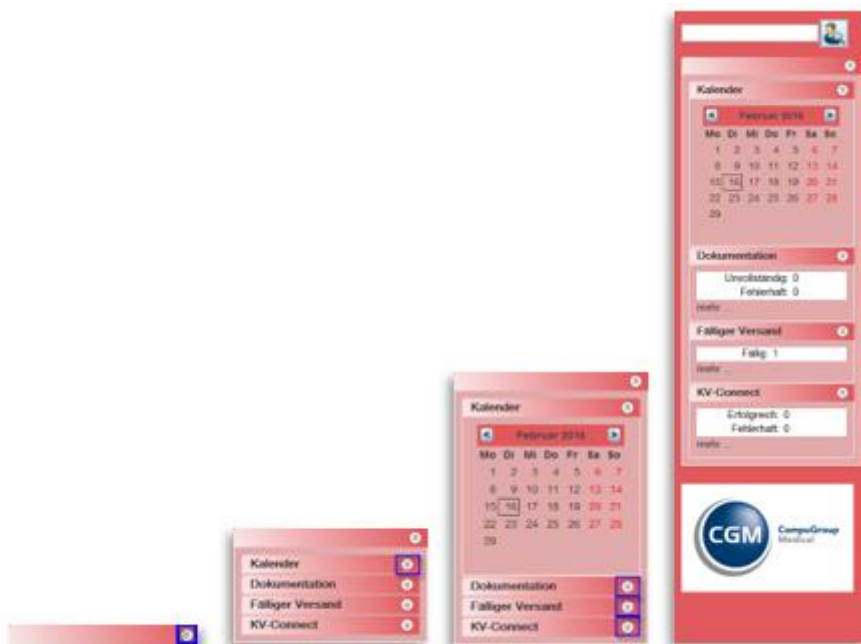 Kalender
Dokumentation
Fälliger Versand
KV-Connect
Kalender
Februar 2016
Mo Di Mi Do Fr Sa So
1 2 3 4 5 6 7
8 9 10 11 12 13 14
15 16 17 18 19 20 21
22 23 24 25 26 27 28
29
Dokumentation
Fälliger Versand
KV-Connect
Kalender
Februar 2016
Mo Di Mi Do Fr Sa So
1 2 3 4 5 6 7
8 9 10 11 12 13 14
15 16 17 18 19 20 21
22 23 24 25 26 27 28
29
Dokumentation
Unvollständig: 0
Fehlerhaft: 0
mehr ...
Fälliger Versand
Fällig: 1
mehr ...
KV-Connect
Erfolgreich: 0
Fehlerhaft: 0
mehr ...
CGM
CompuGroup
Medical